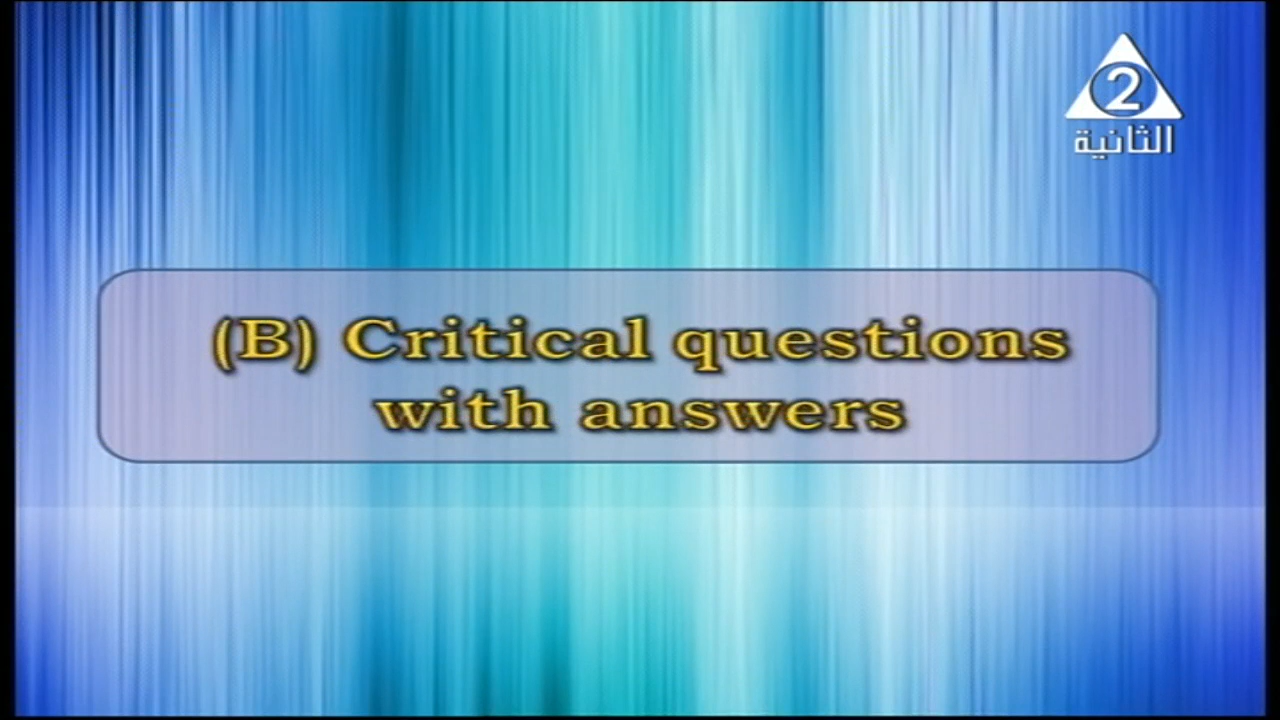 2
الثانية
(B) Critical questions
with answers